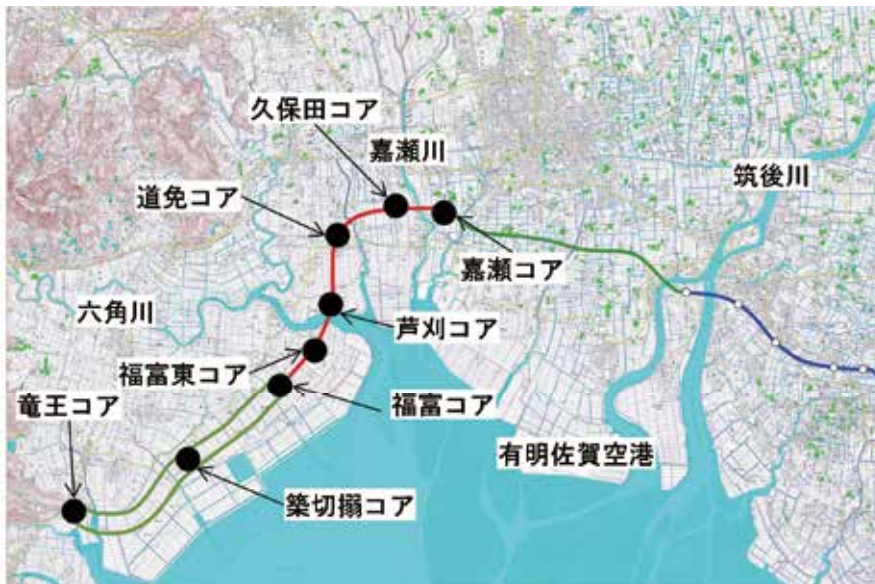 久保田コア
嘉瀬川
筑後川
道免コア
嘉瀬コア
六角川
芦刈コア
福富東コア
竜王コア
福富コア
有明佐賀空港
築切搦コア